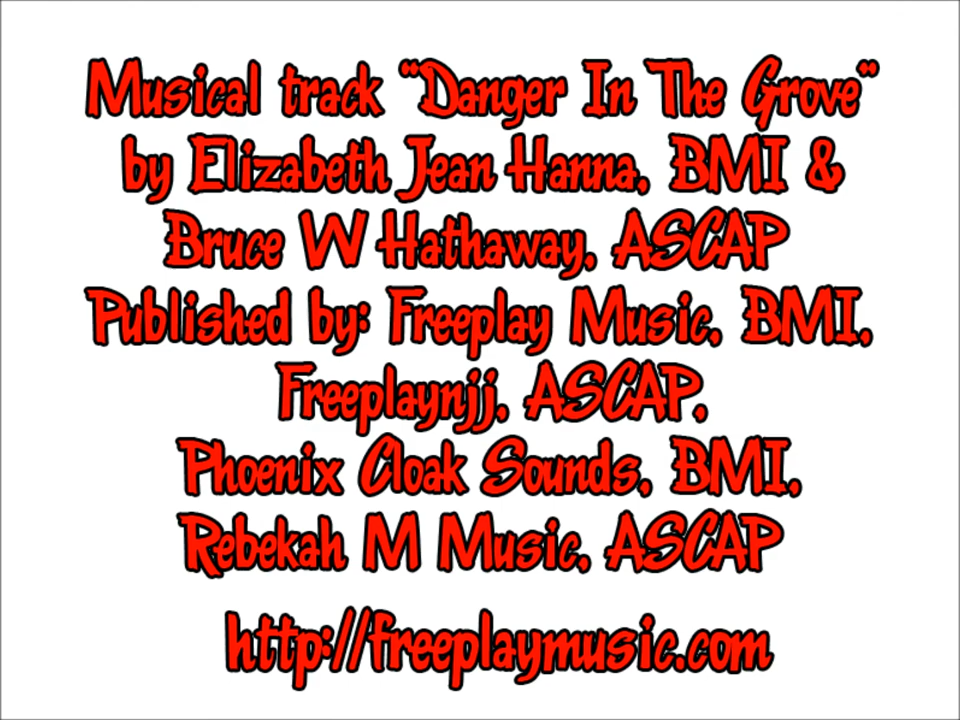 Musical track "Danger In The Grove"
by Elizabeth Jean Hanna, BMI &
Bruce W Hathaway, ASCAP
Published by: Freeplay Music, BMI,
Freeplaynjj, ASCAP,
Phoenix Cloak Sounds, BMI,
Rebekah M Music, ASCAP
http://freeplaymusic.com